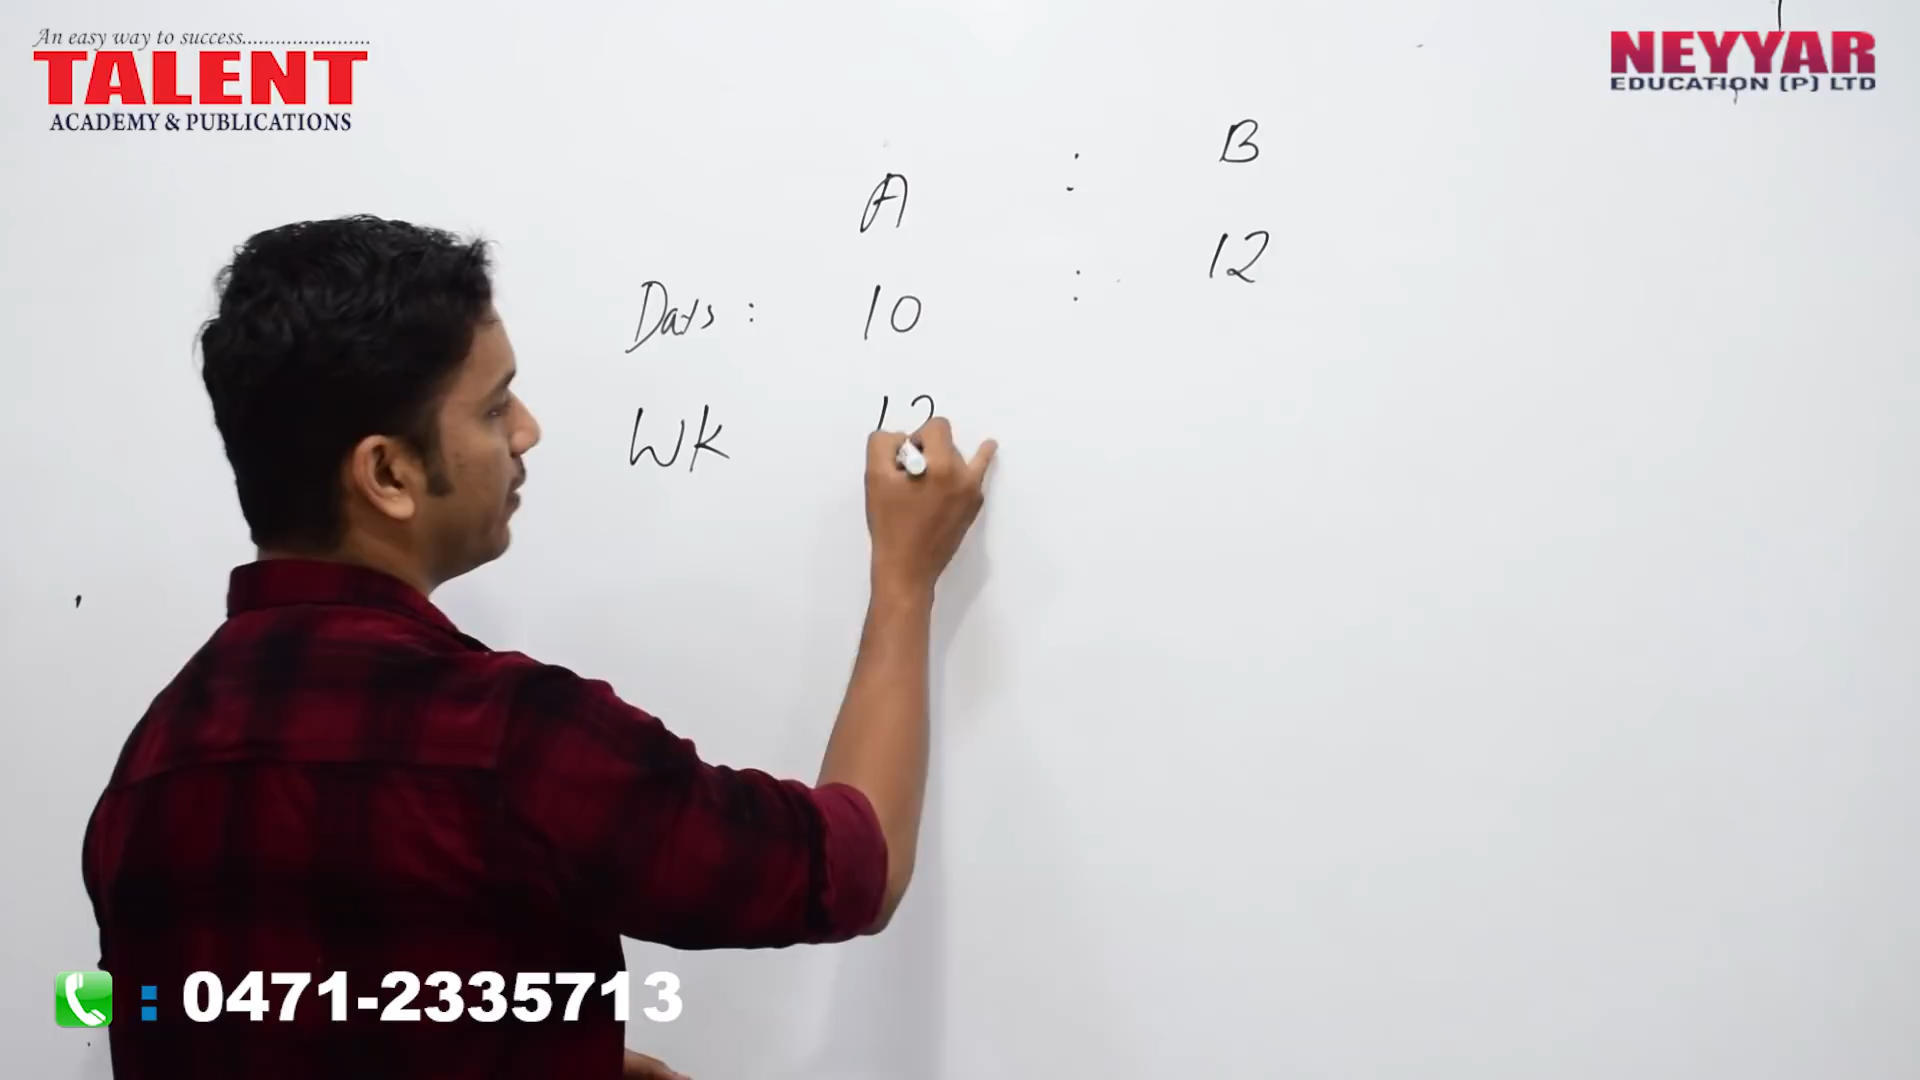 An easy way to success......................
TALENT
ACADEMY & PUBLICATIONS
NEYYAR
EDUCATION (P) LTD
A : B
Days : 10 : 12
WK 12
: 0471-2335713